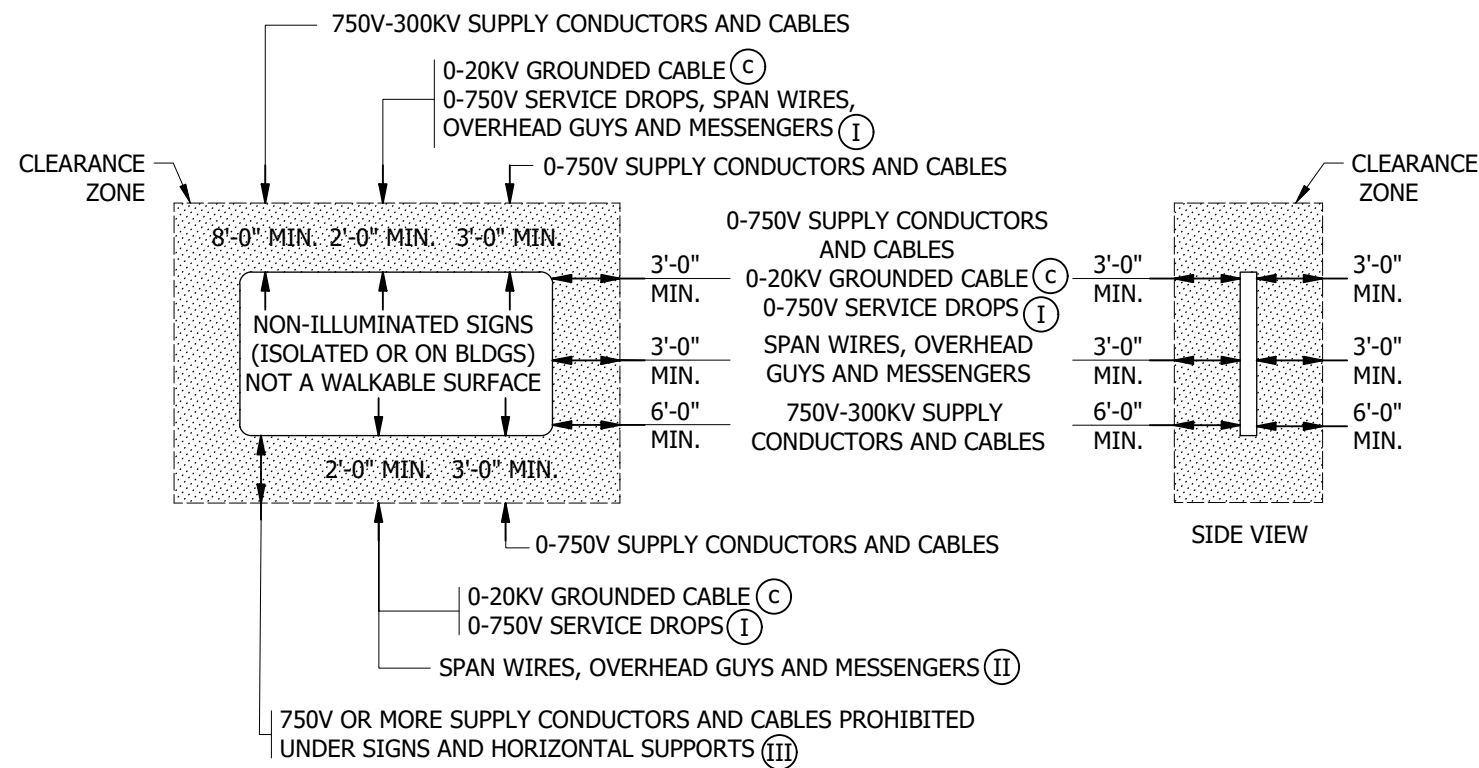 750V-300KV SUPPLY CONDUCTORS AND CABLES
0-20KV GROUNDED CABLE C
0-750V SERVICE DROPS, SPAN WIRES,
OVERHEAD GUYS AND MESSENGERS I
0-750V SUPPLY CONDUCTORS AND CABLES
CLEARANCE
ZONE
CLEARANCE
ZONE
8'-0" MIN. 2'-0" MIN. 3'-0" MIN.
NON-ILLUMINATED SIGNS
(ISOLATED OR ON BLDGS)
NOT A WALKABLE SURFACE
2'-0" MIN. 3'-0" MIN.
3'-0"
MIN.
3'-0"
MIN.
6'-0"
MIN.
0-750V SUPPLY CONDUCTORS
AND CABLES
0-20KV GROUNDED CABLE C
0-750V SERVICE DROPS I
SPAN WIRES, OVERHEAD
GUYS AND MESSENGERS
750V-300KV SUPPLY
CONDUCTORS AND CABLES
3'-0"
MIN.
3'-0"
MIN.
6'-0"
MIN.
3'-0"
MIN.
3'-0"
MIN.
6'-0"
MIN.
SIDE VIEW
0-750V SUPPLY CONDUCTORS AND CABLES
0-20KV GROUNDED CABLE C
0-750V SERVICE DROPS I
SPAN WIRES, OVERHEAD GUYS AND MESSENGERS II
750V OR MORE SUPPLY CONDUCTORS AND CABLES PROHIBITED
UNDER SIGNS AND HORIZONTAL SUPPORTS III